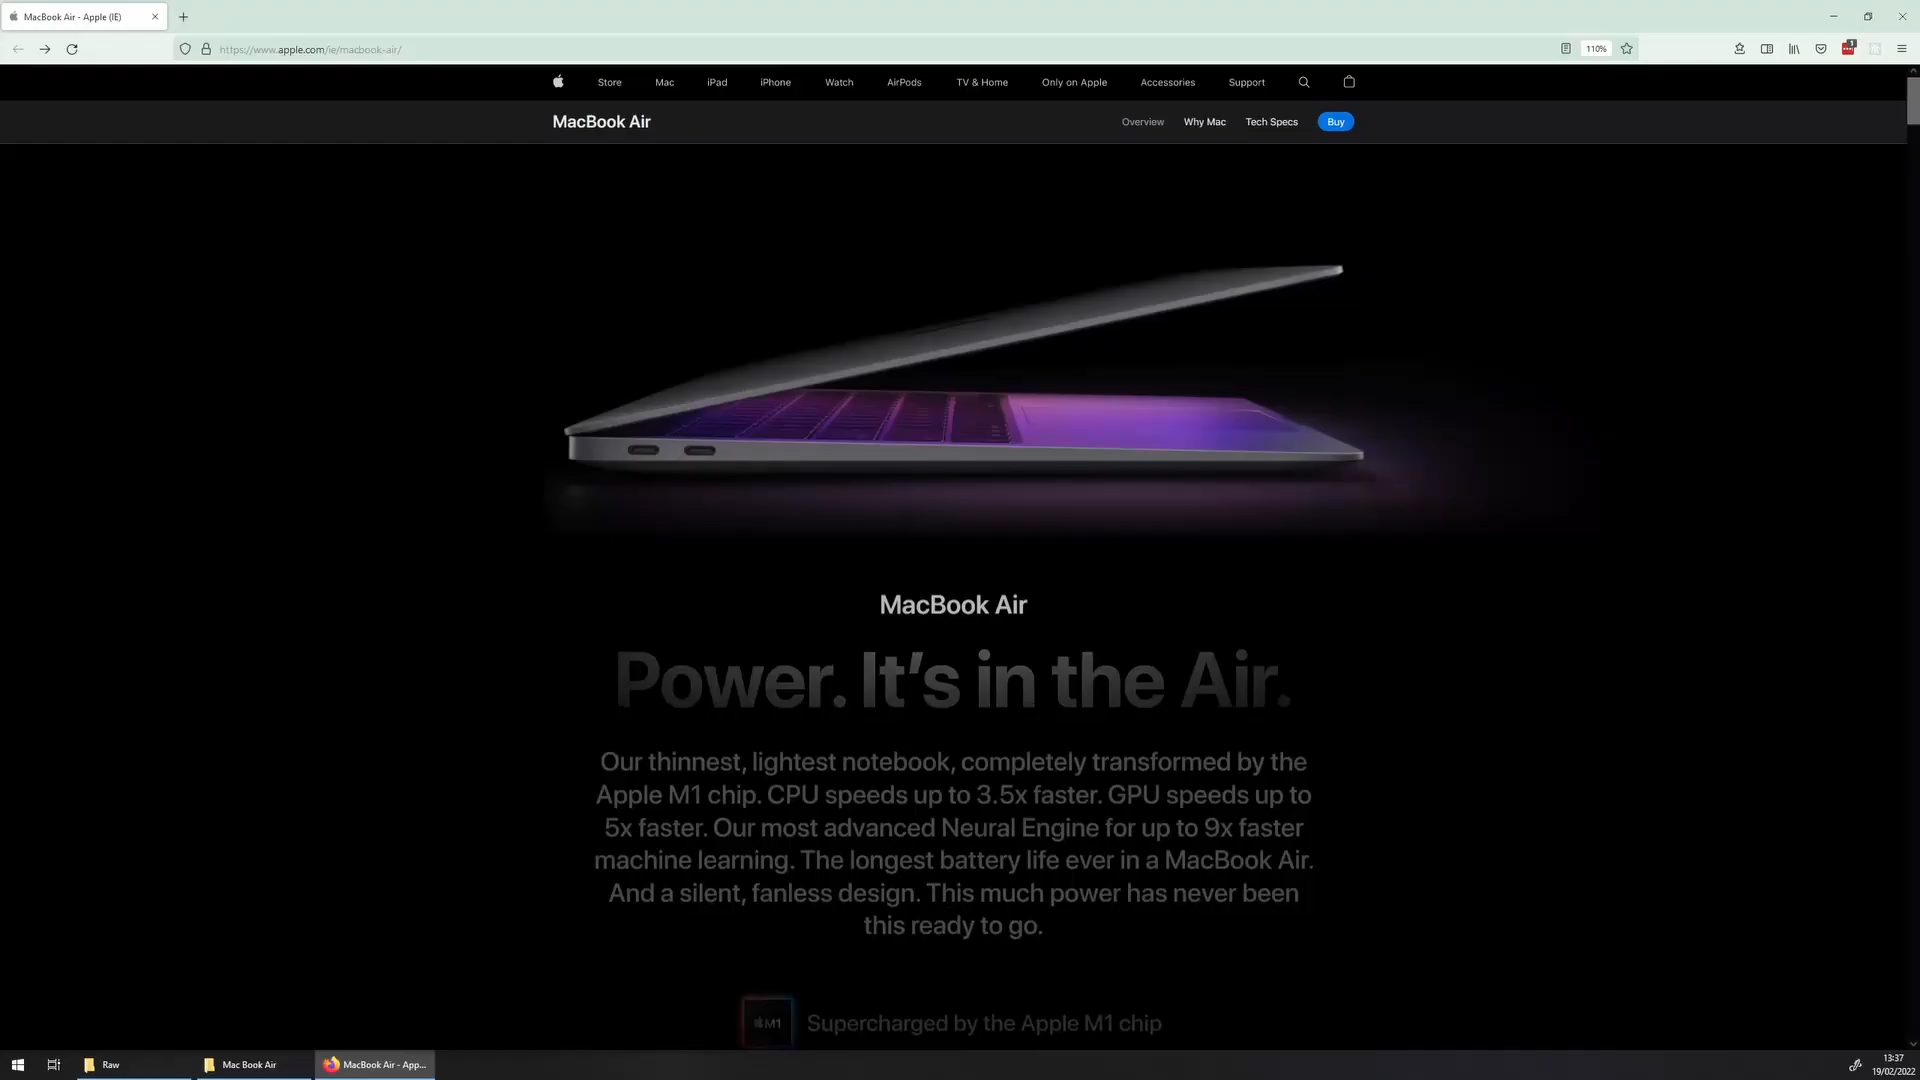 MacBook Air - Apple (IE)
https://www.apple.com/ie/macbook-air/
110%
1
Store Mac iPad iPhone Watch AirPods TV & Home Only on Apple Accessories Support
MacBook Air
Overview Why Mac Tech Specs Buy
MacBook Air
Power. It's in the Air.
Our thinnest, lightest notebook, completely transformed by the
Apple M1 chip. CPU speeds up to 3.5x faster. GPU speeds up to
5x faster. Our most advanced Neural Engine for up to 9x faster
machine learning. The longest battery life ever in a MacBook Air.
And a silent, fanless design. This much power has never been
this ready to go.
M1 Supercharged by the Apple M1 chip
Raw Mac Book Air MacBook Air - App...
13:37
19/02/2022